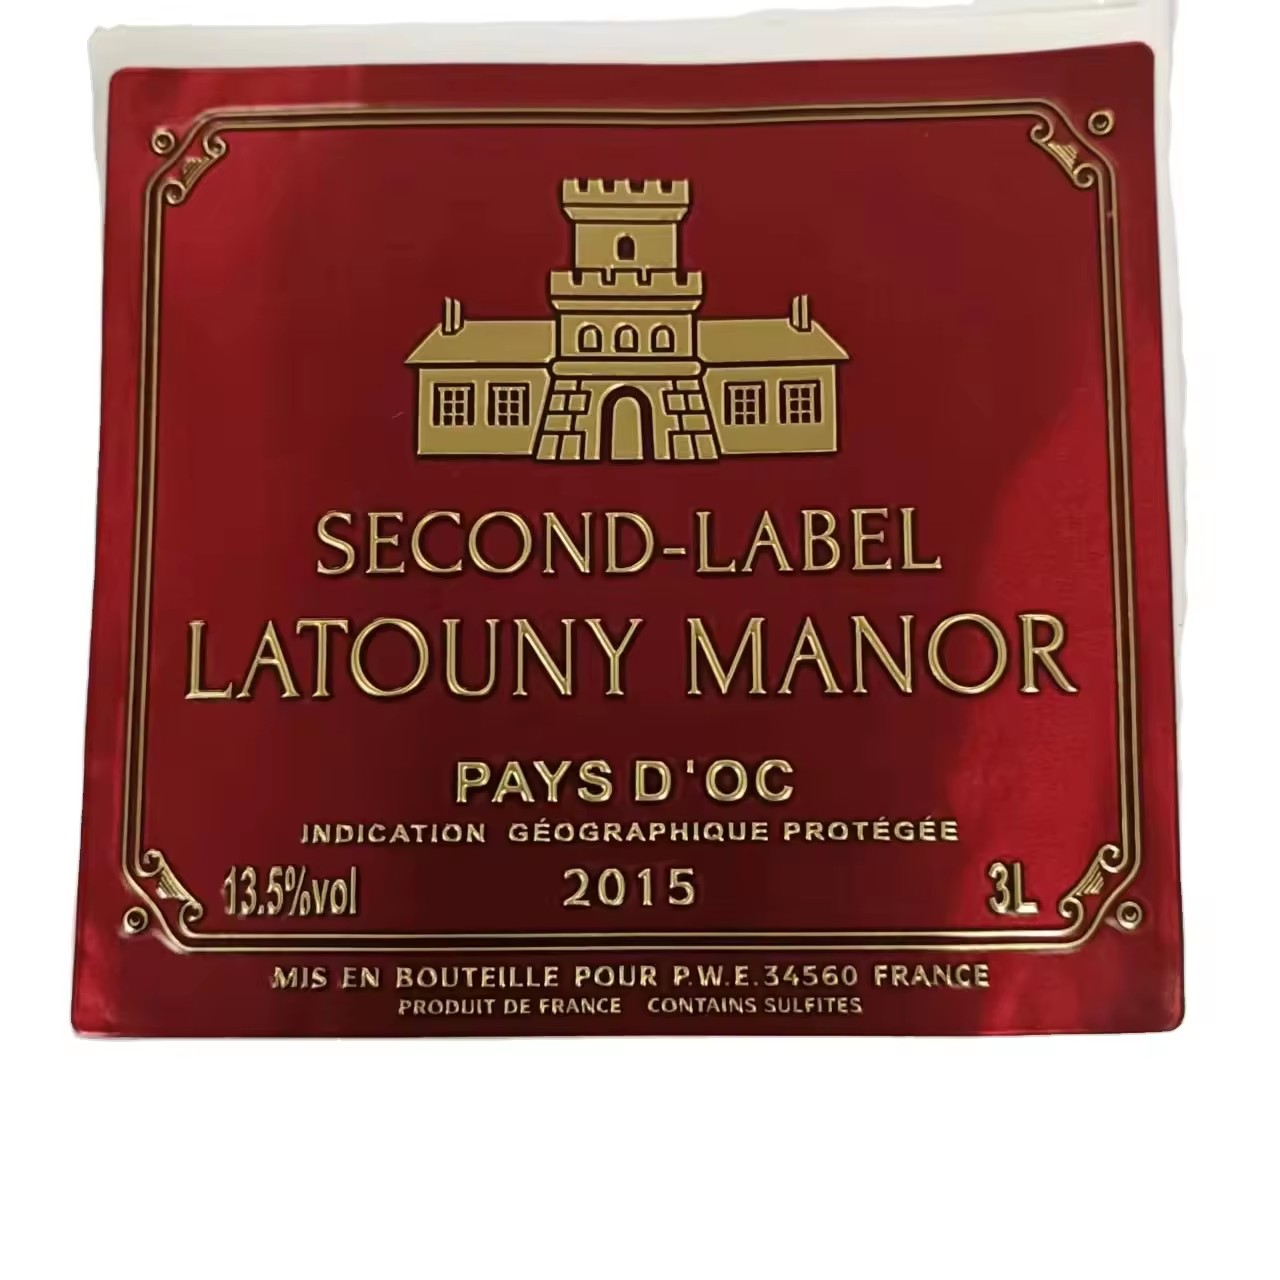 SECOND-LABEL
LATOUNY MANOR
PAYS D'OC
INDICATION GÉOGRAPHIQUE PROTÉGÉE
13.5%vol 2015 3L
MIS EN BOUTEILLE POUR P.W.E.34560 FRANCE
PRODUIT DE FRANCE CONTAINS SULFITES